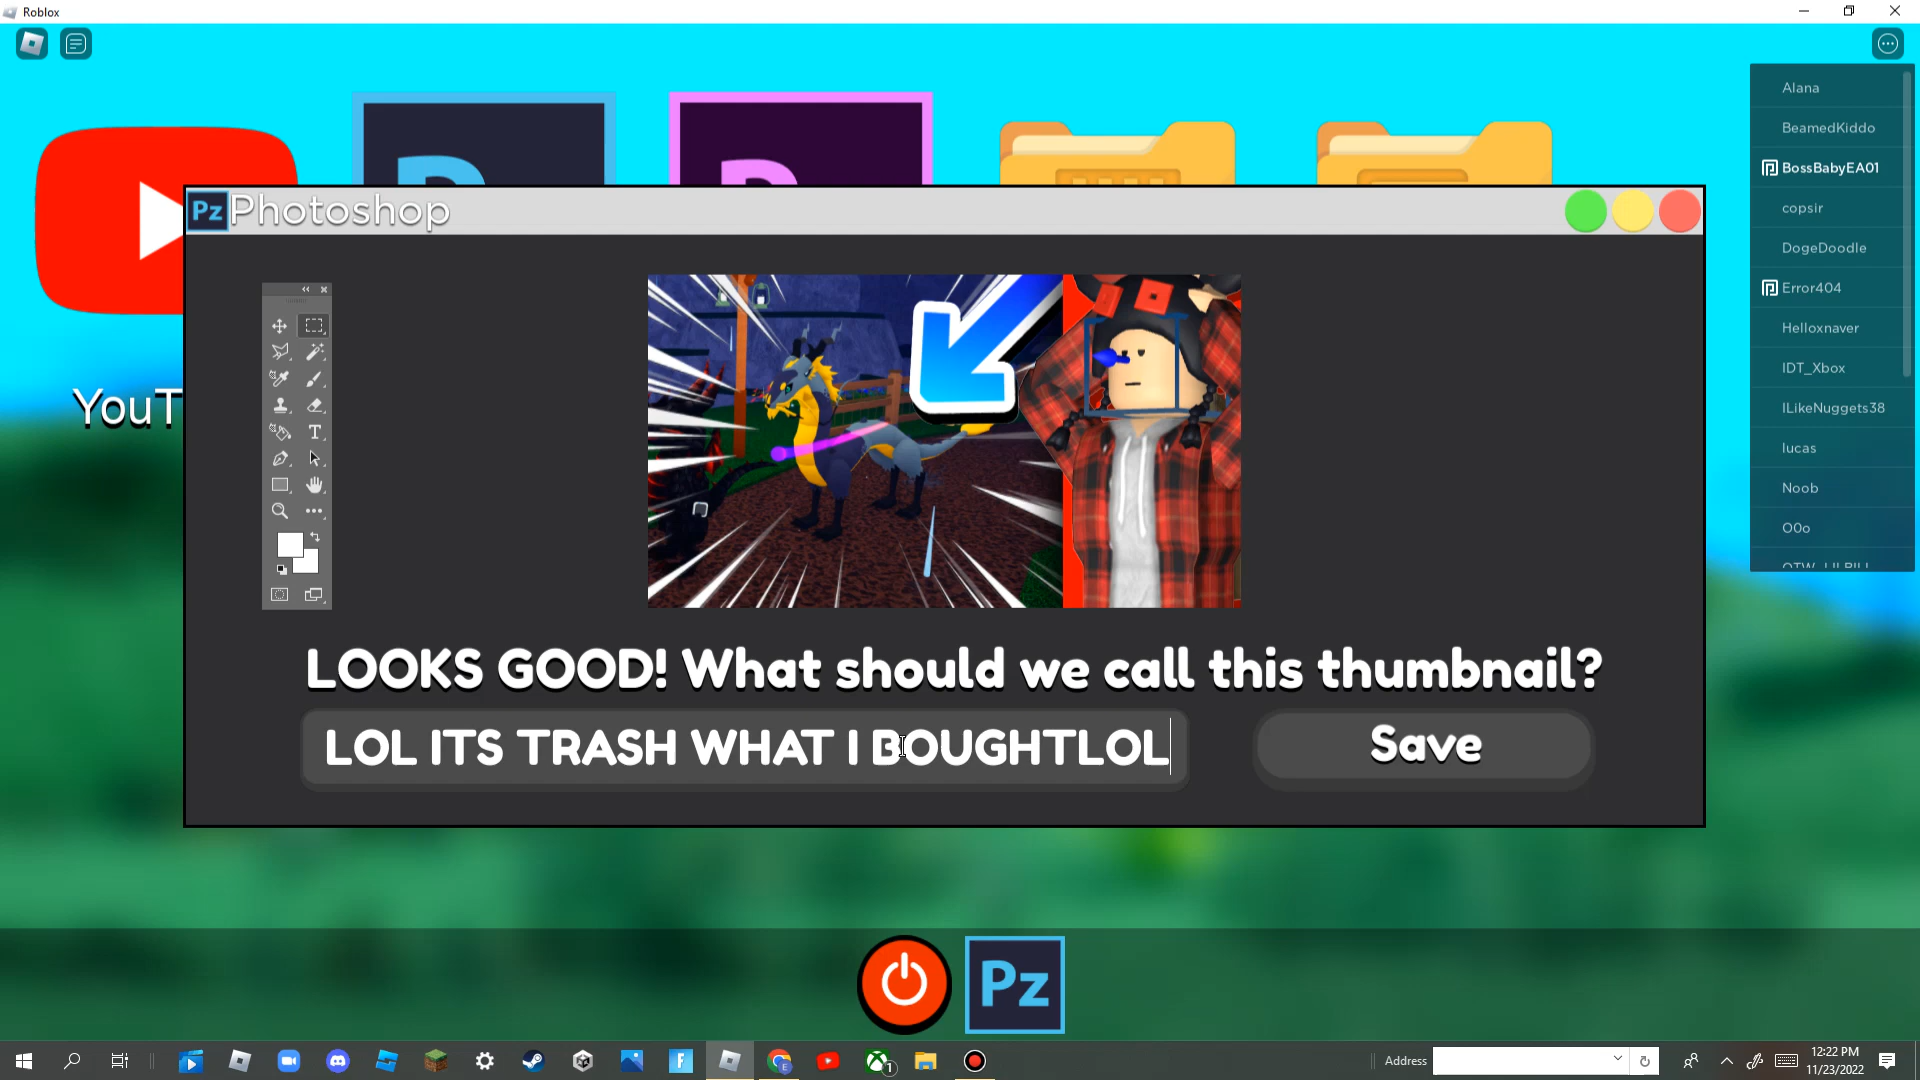 Roblox
Alana
BeamedKiddo
BossBabyEA01
copsir
DogeDoodle
Error404
Helloxnaver
IDT_Xbox
ILikeNuggets38
lucas
Noob
O0o
Pz Photoshop
YouT
LOOKS GOOD! What should we call this thumbnail?
LOL ITS TRASH WHAT I BOUGHTLOL
Save
Pz
Address
12:22 PM
11/23/2022